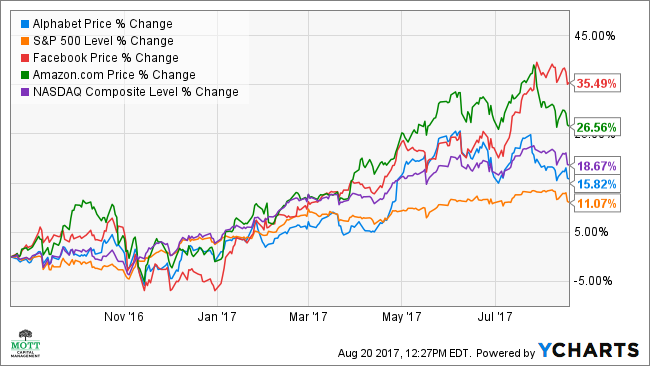 Alphabet Price % Change
S&P 500 Level % Change
Facebook Price % Change
Amazon.com Price % Change
NASDAQ Composite Level % Change
45.00%
35.49%
26.56%
25.00%
18.67%
15.82%
11.07%
5.00%
-5.00%
Nov '16
Jan '17
Mar '17
May '17
Jul '17
MOTT
CAPITAL
MANAGEMENT
Aug 20 2017, 12:27PM EDT. Powered by YCHARTS